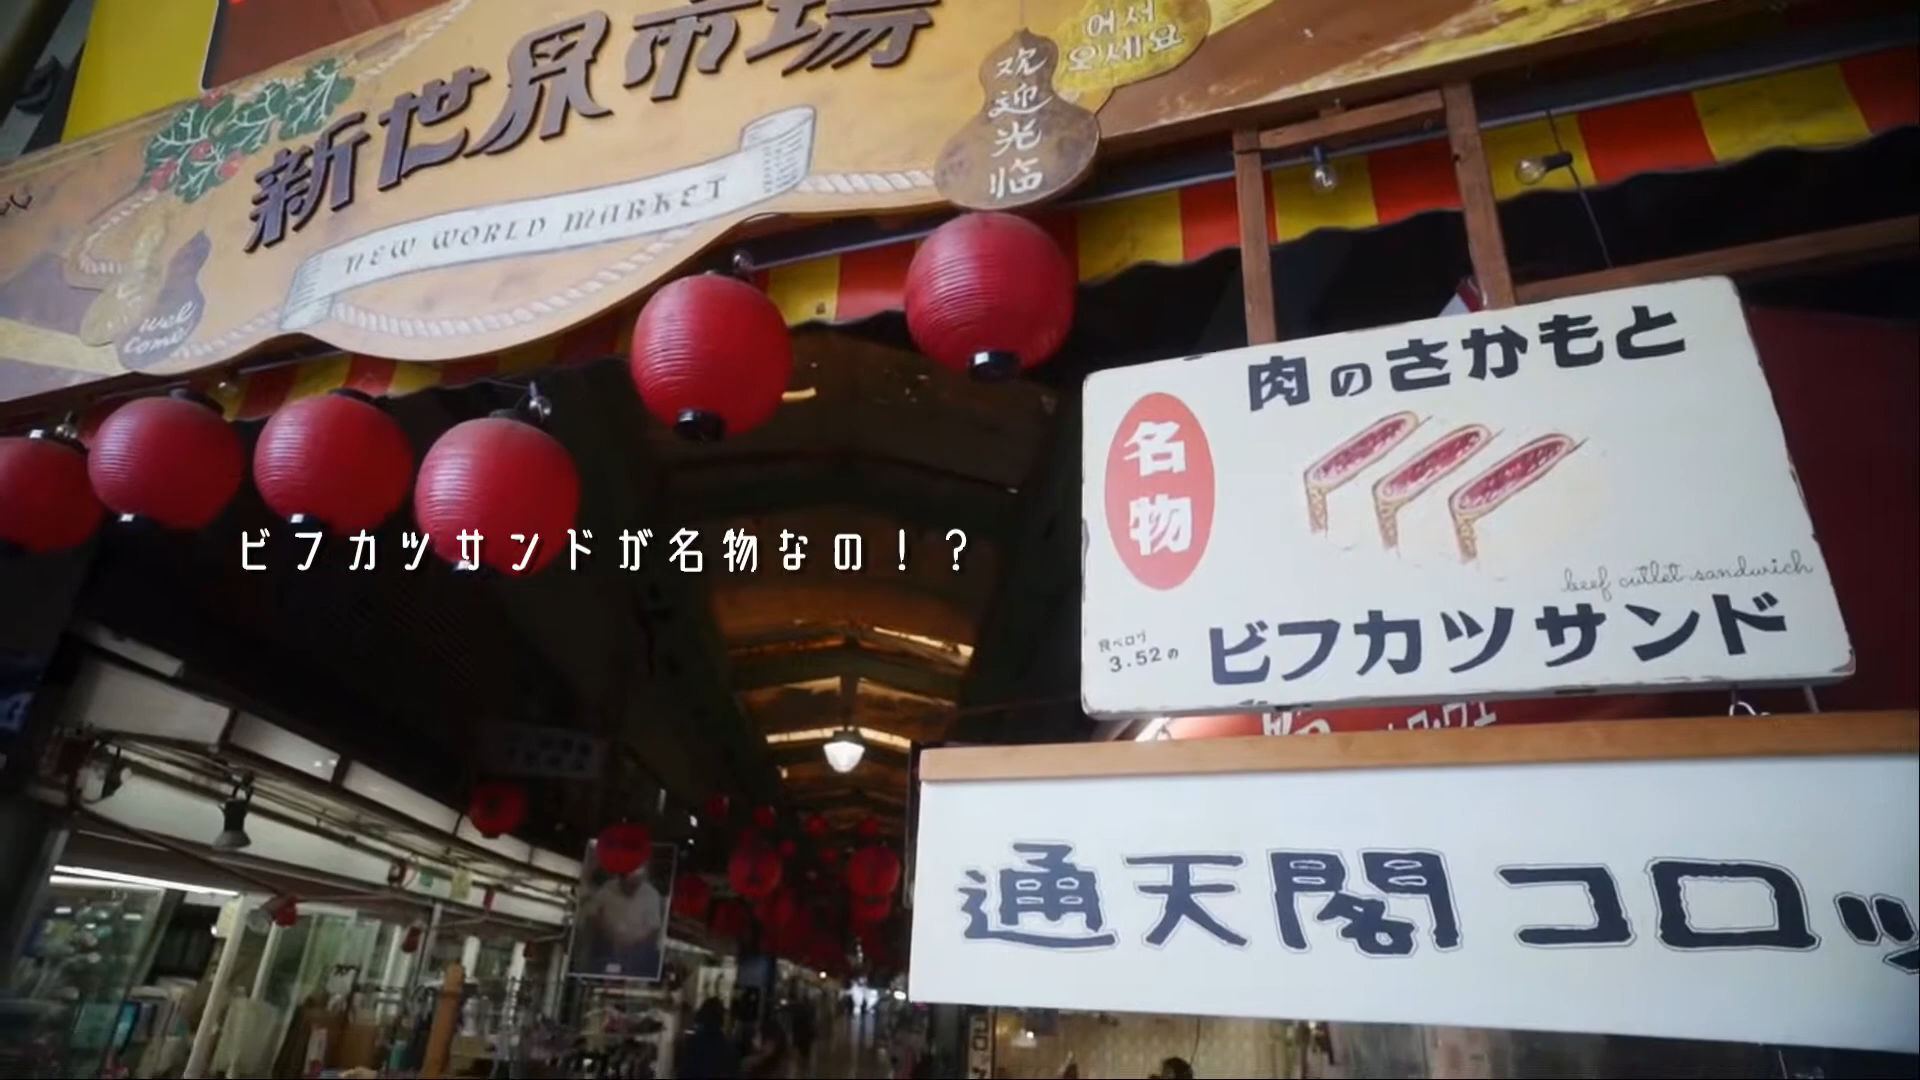 新世界市場
NEW WORLD MARKET
wel
come
欢迎光临
어서
오세요
肉のさかもと
名物
beef cutlet sandwich
食べログ
3.52の
ビフカツサンド
ビフカツサンドが名物なの！？
通天閣コロッ